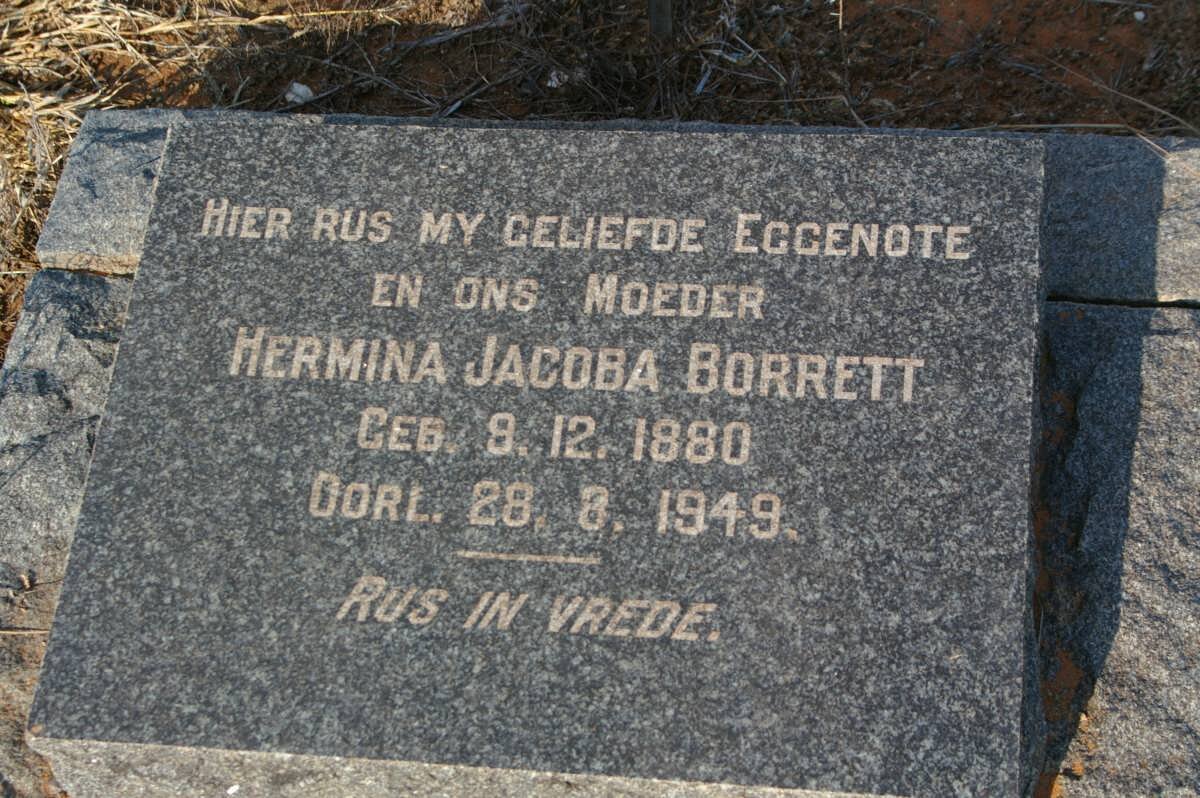 Hier rus my geliefde Eggenote
en ons Moeder
Hermina Jacoba Borrett
Geb. 9. 12. 1880
Oorl. 28. 8. 1949.
Rus in vrede.